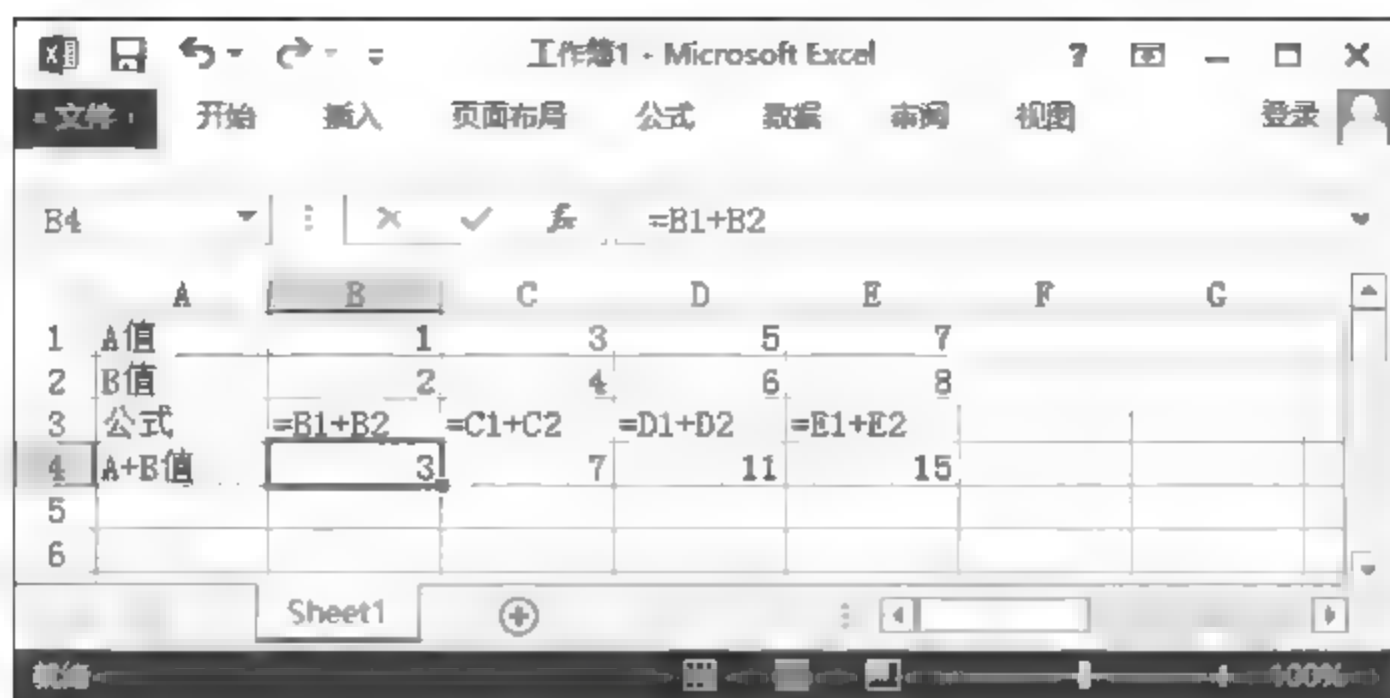 工作簿1 - Microsoft Excel ?
文件 开始 插入 页面布局 公式 数据 审阅 视图 登录
B4 fx =B1+B2
A B C D E F G
1 A值 1 3 5 7
2 B值 2 4 6 8
3 公式 =B1+B2 =C1+C2 =D1+D2 =E1+E2
4 A+B值 3 7 11 15
5
6
Sheet1
就绪 100%